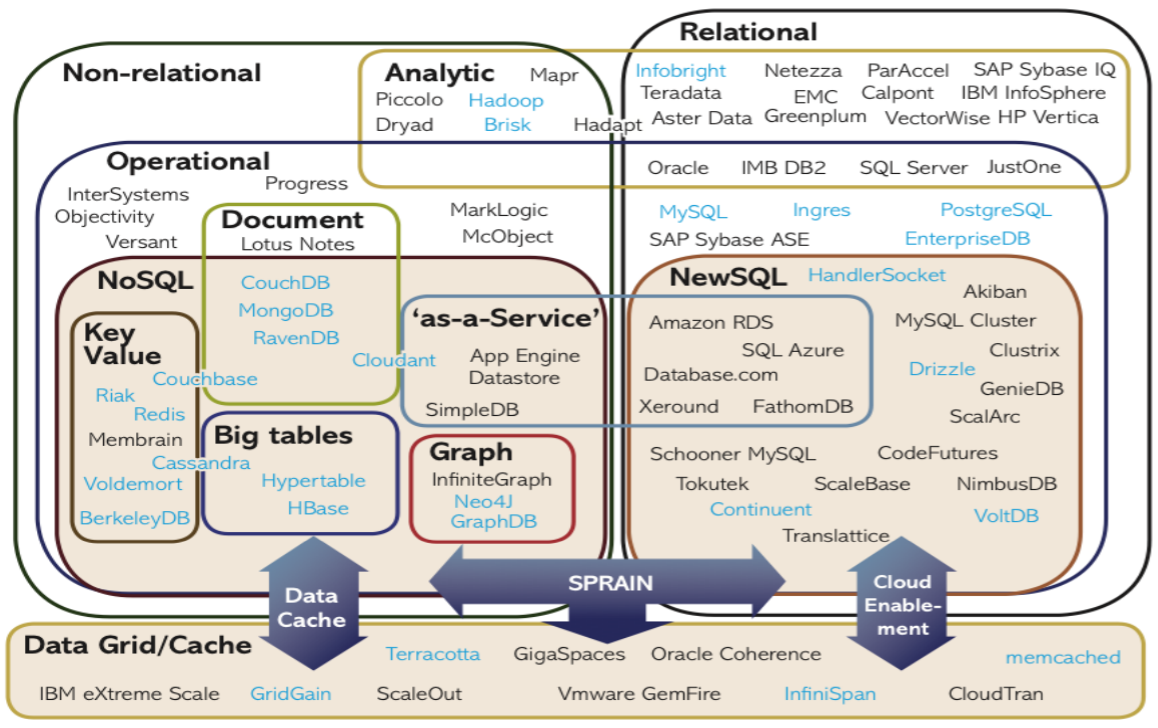 Relational
Non-relational
Analytic
Mapr
Piccolo
Hadoop
Dryad
Brisk
Hadapt
Infobright
Netezza
ParAccel
SAP Sybase IQ
Teradata
EMC
Calpont
IBM InfoSphere
Aster Data
Greenplum
VectorWise
HP Vertica
Oracle
IMB DB2
SQL Server
JustOne
Operational
InterSystems
Progress
Objectivity
Versant
MarkLogic
McObject
Document
Lotus Notes
CouchDB
MongoDB
RavenDB
Cloudant
Couchbase
MySQL
Ingres
PostgreSQL
SAP Sybase ASE
EnterpriseDB
NoSQL
Key
Value
Riak
Redis
Membrain
Cassandra
Voldemort
BerkeleyDB
Big tables
Hypertable
HBase
‘as-a-Service’
App Engine
Datastore
SimpleDB
Graph
InfiniteGraph
Neo4J
GraphDB
NewSQL
HandlerSocket
Akiban
Amazon RDS
MySQL Cluster
SQL Azure
Clustrix
Database.com
Drizzle
GenieDB
Xeround
FathomDB
ScalArc
Schooner MySQL
CodeFutures
Tokutek
ScaleBase
NimbusDB
Continuent
VoltDB
Translattice
Data
Cache
SPRAIN
Cloud
Enable-
ment
Data Grid/Cache
Terracotta
GigaSpaces
Oracle Coherence
memcached
IBM eXtreme Scale
GridGain
ScaleOut
Vmware GemFire
InfiniSpan
CloudTran